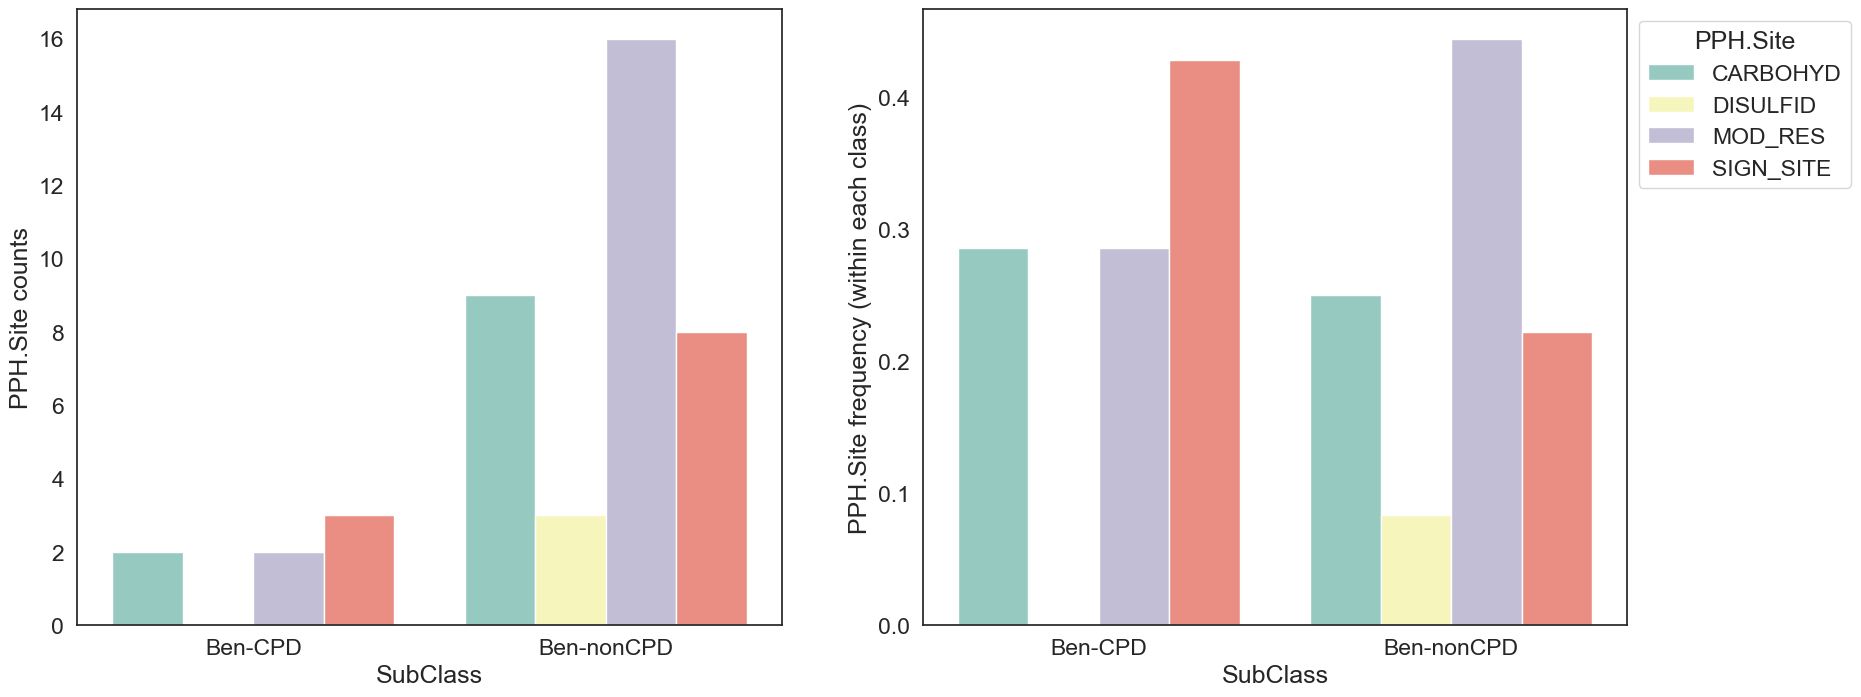 PPH.Site counts
16
14
12
10
8
6
4
2
0
Ben-CPD
Ben-nonCPD
SubClass
PPH.Site frequency (within each class)
0.4
0.3
0.2
0.1
0.0
Ben-CPD
Ben-nonCPD
SubClass
PPH.Site
CARBOHYD
DISULFID
MOD_RES
SIGN_SITE